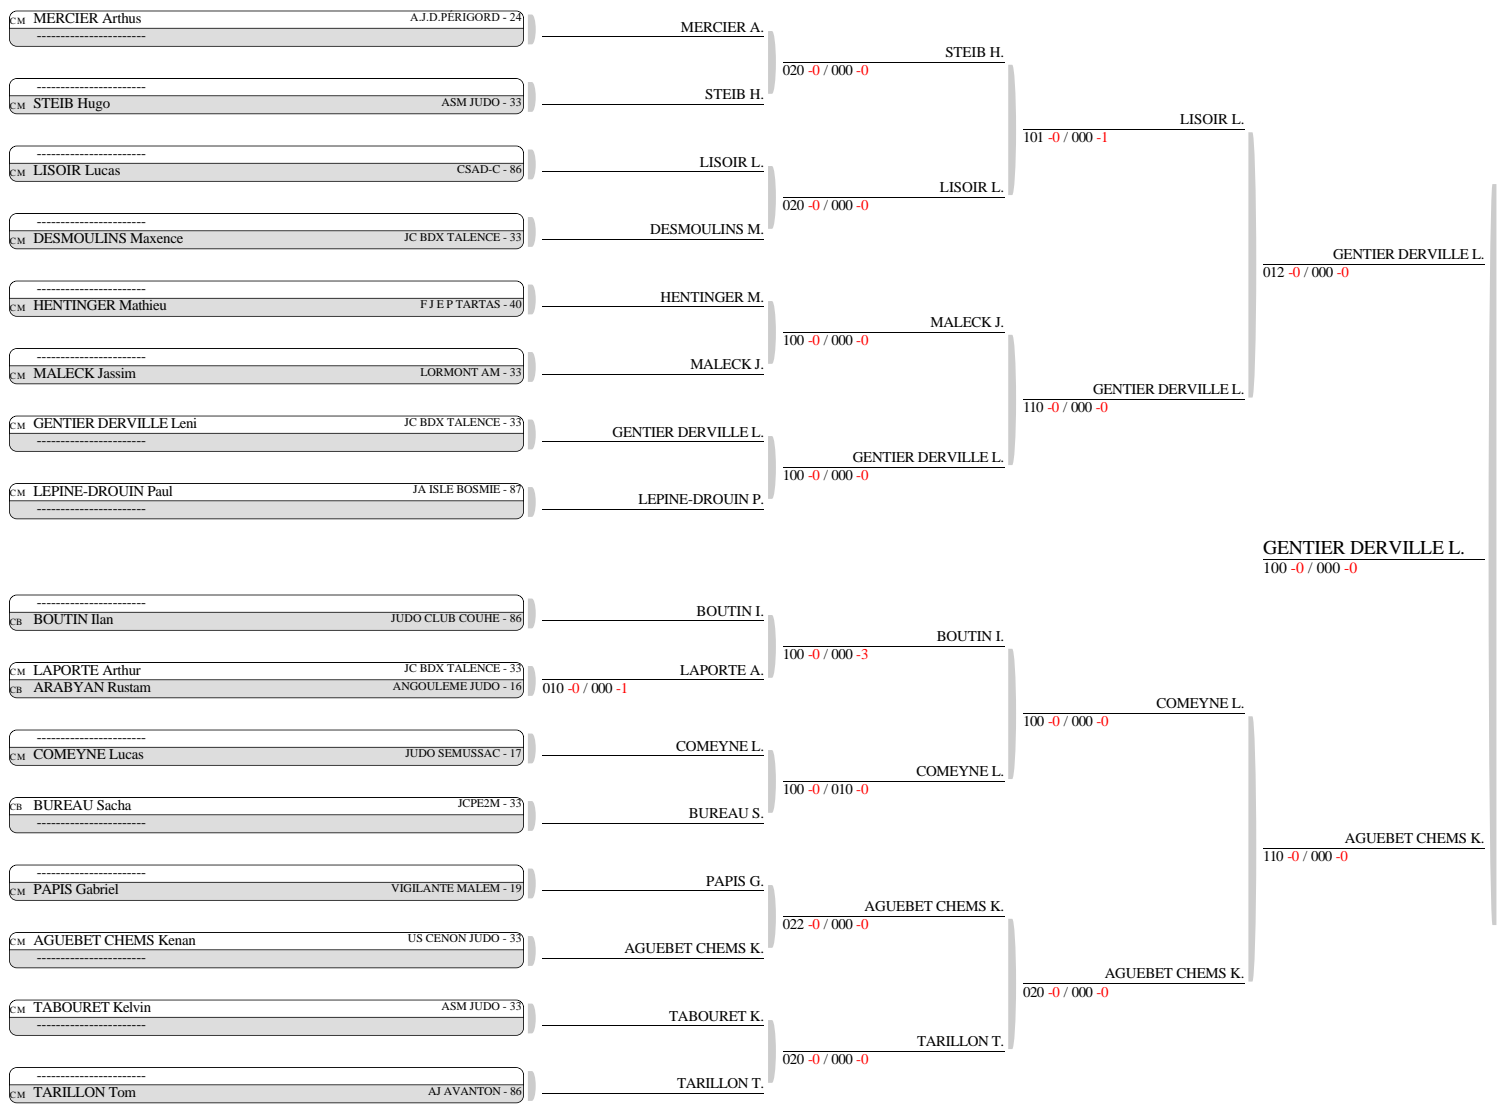 CM MERCIER Arthus A.J.D.PÉRIGORD - 24
-----------------------
-----------------------
CM STEIB Hugo ASM JUDO - 33
-----------------------
CM LISOIR Lucas CSAD-C - 86
-----------------------
CM DESMOULINS Maxence JC BDX TALENCE - 33
-----------------------
CM HENTINGER Mathieu F J E P TARTAS - 40
-----------------------
CM MALECK Jassim LORMONT AM - 33
CM GENTIER DERVILLE Leni JC BDX TALENCE - 33
-----------------------
CM LEPINE-DROUIN Paul JA ISLE BOSMIE - 87
-----------------------
-----------------------
CB BOUTIN Ilan JUDO CLUB COUHE - 86
CM LAPORTE Arthur JC BDX TALENCE - 33
CB ARABYAN Rustam ANGOULEME JUDO - 16
-----------------------
CM COMEYNE Lucas JUDO SEMUSSAC - 17
CB BUREAU Sacha JCPE2M - 33
-----------------------
-----------------------
CM PAPIS Gabriel VIGILANTE MALEM - 19
CM AGUEBET CHEMS Kenan US CENON JUDO - 33
-----------------------
CM TABOURET Kelvin ASM JUDO - 33
-----------------------
-----------------------
CM TARILLON Tom AJ AVANTON - 86
MERCIER A.
STEIB H.
LISOIR L.
DESMOULINS M.
HENTINGER M.
MALECK J.
GENTIER DERVILLE L.
LEPINE-DROUIN P.
BOUTIN I.
LAPORTE A.
010 -0 / 000 -1
COMEYNE L.
BUREAU S.
PAPIS G.
AGUEBET CHEMS K.
TABOURET K.
TARILLON T.
STEIB H.
020 -0 / 000 -0
LISOIR L.
020 -0 / 000 -0
MALECK J.
100 -0 / 000 -0
GENTIER DERVILLE L.
100 -0 / 000 -0
BOUTIN I.
100 -0 / 000 -3
COMEYNE L.
100 -0 / 010 -0
AGUEBET CHEMS K.
022 -0 / 000 -0
TARILLON T.
020 -0 / 000 -0
LISOIR L.
101 -0 / 000 -1
GENTIER DERVILLE L.
110 -0 / 000 -0
COMEYNE L.
100 -0 / 000 -0
AGUEBET CHEMS K.
020 -0 / 000 -0
GENTIER DERVILLE L.
012 -0 / 000 -0
GENTIER DERVILLE L.
100 -0 / 000 -0
AGUEBET CHEMS K.
110 -0 / 000 -0